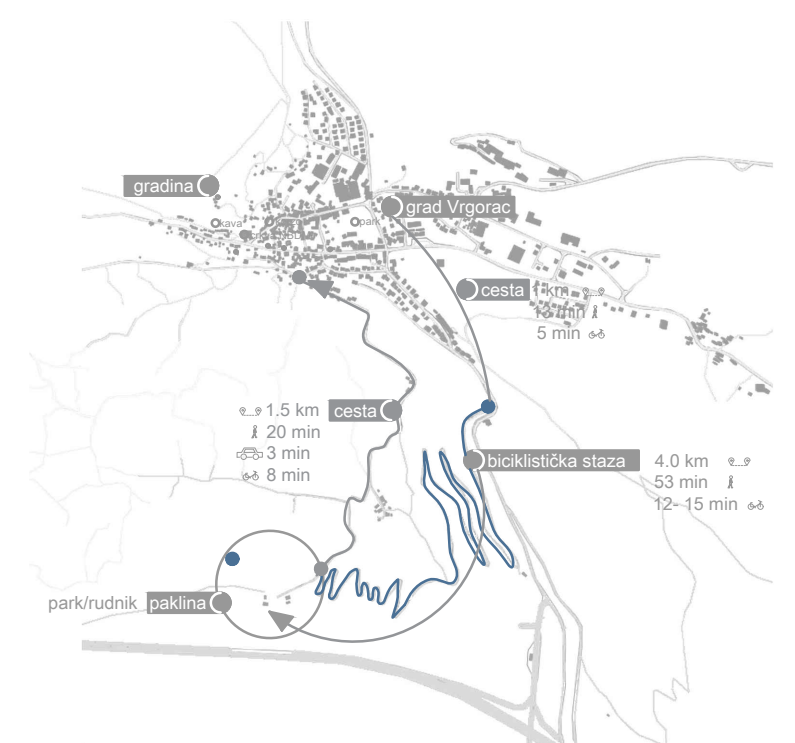 gradina
grad Vrgorac
kava
park
cesta
km
13 min
5 min
1.5 km
cesta
20 min
3 min
8 min
biciklistička staza
4.0 km
53 min
12- 15 min
park/rudnik paklina